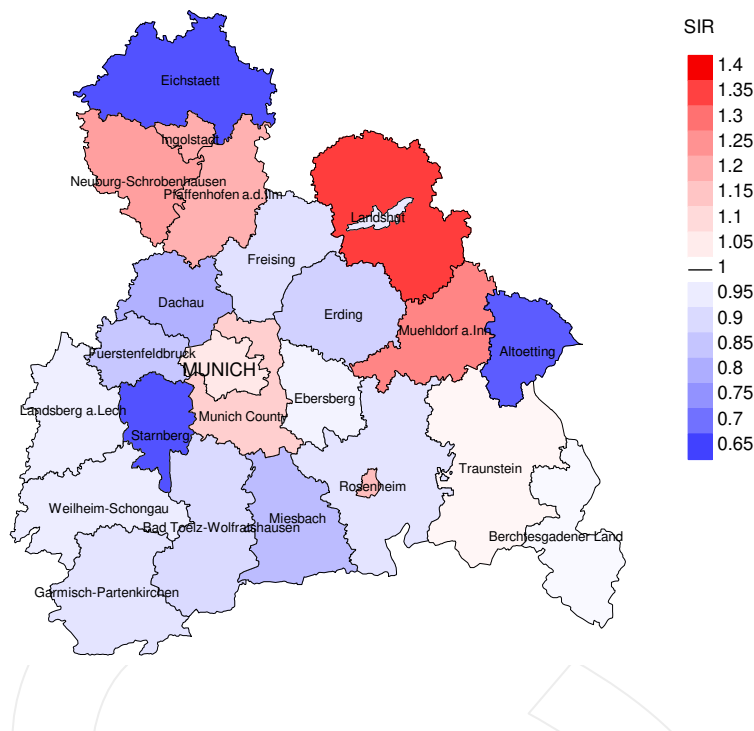 SIR
Eichstaett
1.4
1.35
1.3
Ingolstadt
1.25
Neuburg-Schrobenhausen
Pfaffenhofen a.d.Ilm
1.2
1.15
Landshut
1.1
1.05
Freising
1
Dachau
0.95
Erding
0.9
Muehldorf a.Inn
0.85
Fuerstenfeldbruck
Altoetting
0.8
MUNICH
0.75
Ebersberg
0.7
Landsberg a.Lech
Munich County
0.65
Starnberg
Traunstein
Rosenheim
Weilheim-Schongau
Miesbach
Bad Toelz-Wolfratshausen
Berchtesgadener Land
Garmisch-Partenkirchen